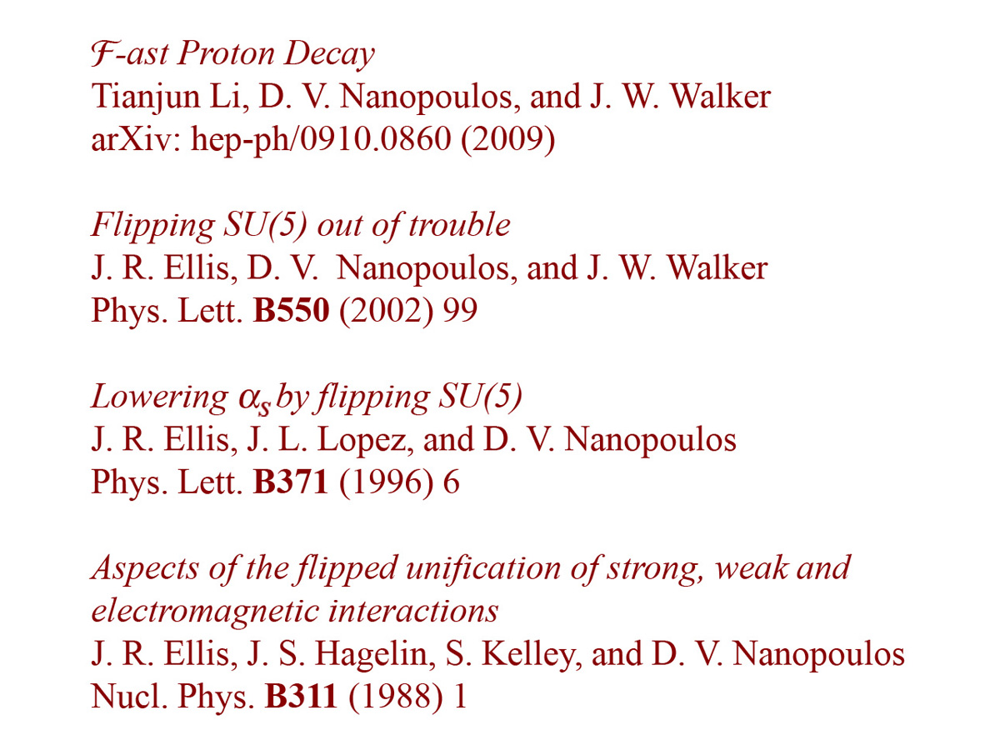 ℱ-ast Proton Decay
Tianjun Li, D. V. Nanopoulos, and J. W. Walker
arXiv: hep-ph/0910.0860 (2009)
Flipping SU(5) out of trouble
J. R. Ellis, D. V.  Nanopoulos, and J. W. Walker
Phys. Lett. B550 (2002) 99
Lowering αs by flipping SU(5)
J. R. Ellis, J. L. Lopez, and D. V. Nanopoulos
Phys. Lett. B371 (1996) 6
Aspects of the flipped unification of strong, weak and
electromagnetic interactions
J. R. Ellis, J. S. Hagelin, S. Kelley, and D. V. Nanopoulos
Nucl. Phys. B311 (1988) 1